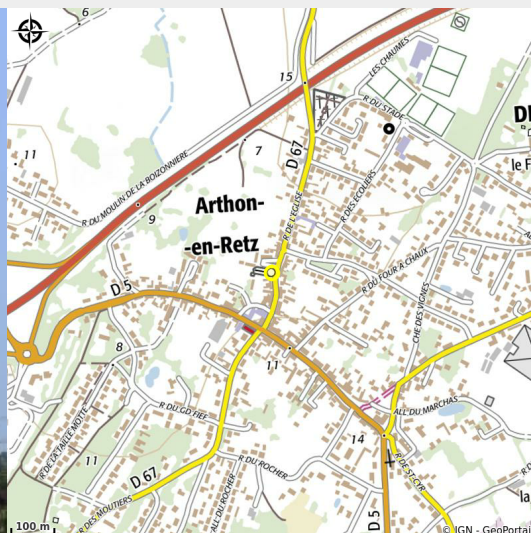 6
LES CHAUMES
15
R DU STADE
D 67
11
7
R DU MOULIN DE LA BOIZONNIERE
le F
R DES ECOLIERS
Arthon-
-en-Retz
9
R DE L'EGLISE
R DU FOUR À CHAUX
D 5
CHE DES VIGNES
8
11
R DU GD FIEF
ALL DU MARCHAS
R DE LA TAILLE MOTTE
14
11
R DU ROCHER
R DE ST-CYR
D 67
R DES MOUTIERS
ALL DU ROCHER
D 5
la
100 m
© IGN - GeoPortai